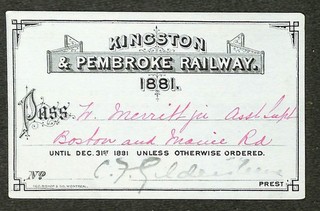 KINGSTON
& PEMBROKE RAILWAY.
1881.
Pass W. Merritt Jr Asst Supt
Boston and Maine Rd
UNTIL DEC. 31ST 1881 UNLESS OTHERWISE ORDERED.
No C.F.
PREST